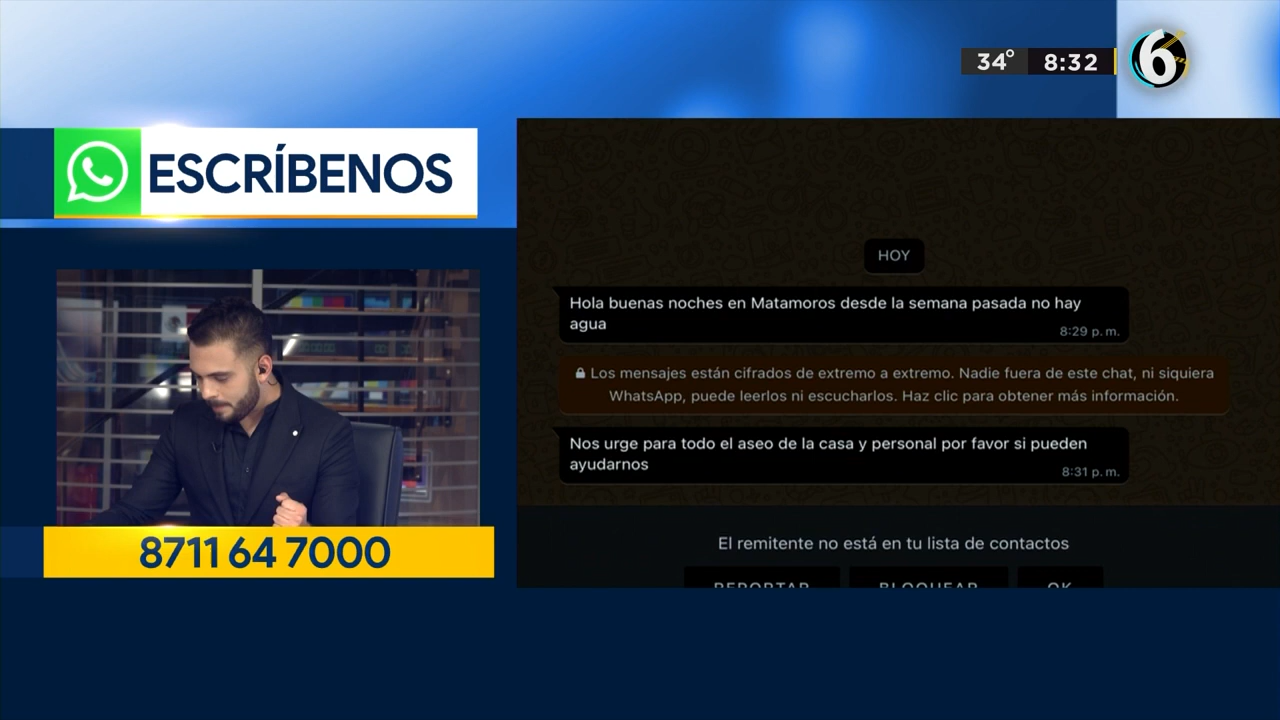 34° 8:32 6
ESCRÍBENOS
8711 64 7000
HOY
Hola buenas noches en Matamoros desde la semana pasada no hay
agua
8:29 p. m.
Los mensajes están cifrados de extremo a extremo. Nadie fuera de este chat, ni siquiera
WhatsApp, puede leerlos ni escucharlos. Haz clic para obtener más información.
Nos urge para todo el aseo de la casa y personal por favor si pueden
ayudarnos
8:31 p. m.
El remitente no está en tu lista de contactos
REPORTAR BLOQUEAR OK